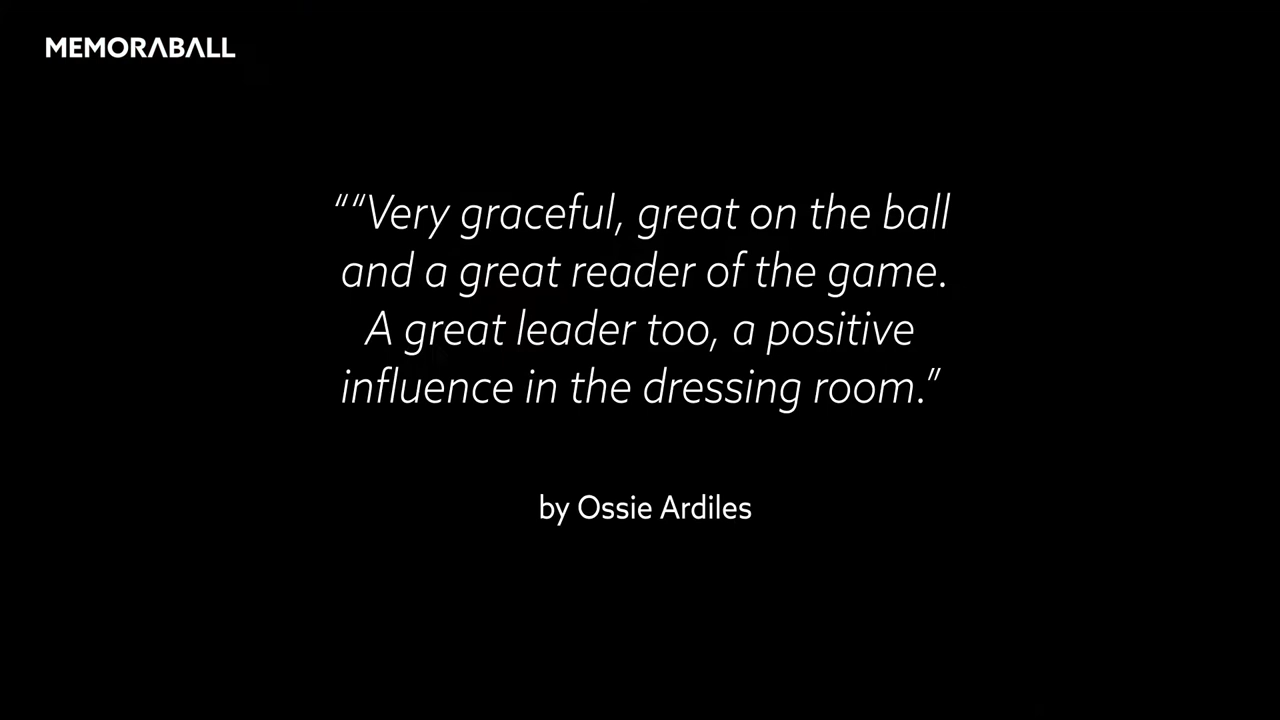 MEMORABALL
““Very graceful, great on the ball
and a great reader of the game.
A great leader too, a positive
influence in the dressing room.”
by Ossie Ardiles